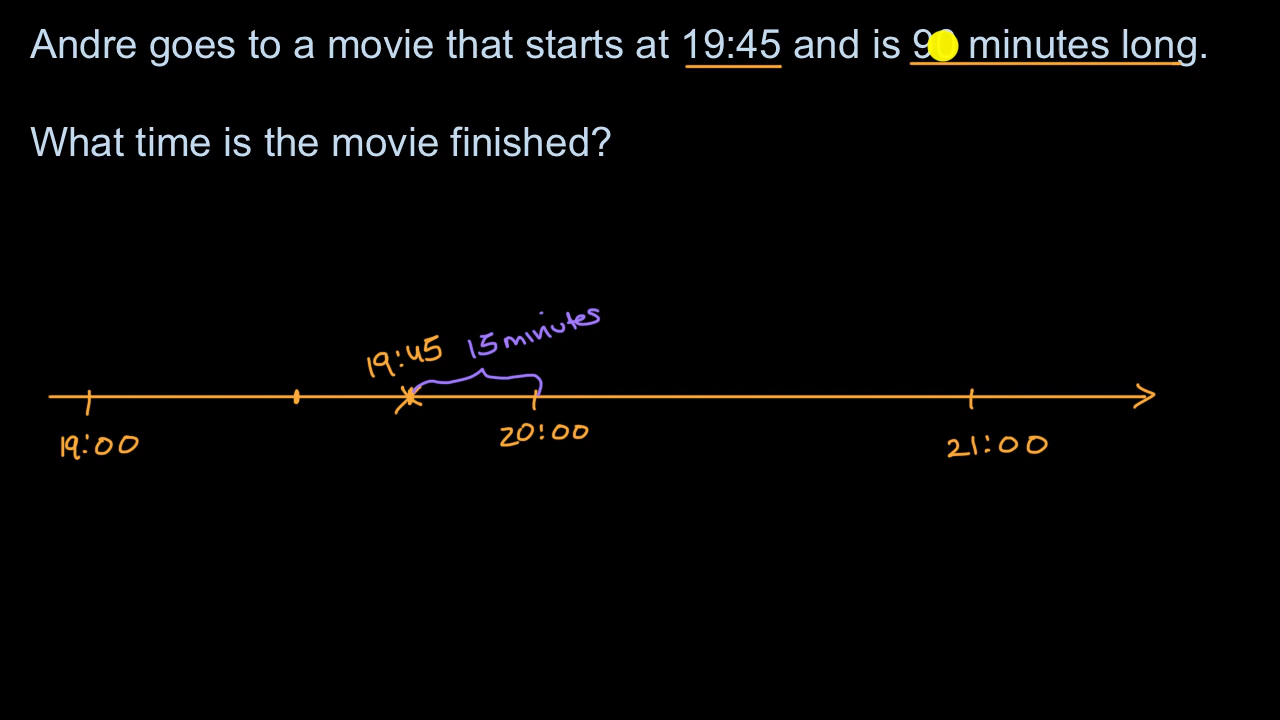 Andre goes to a movie that starts at 19:45 and is 90 minutes long.
What time is the movie finished?
19:45 15 minutes
19:00 20:00 21:00